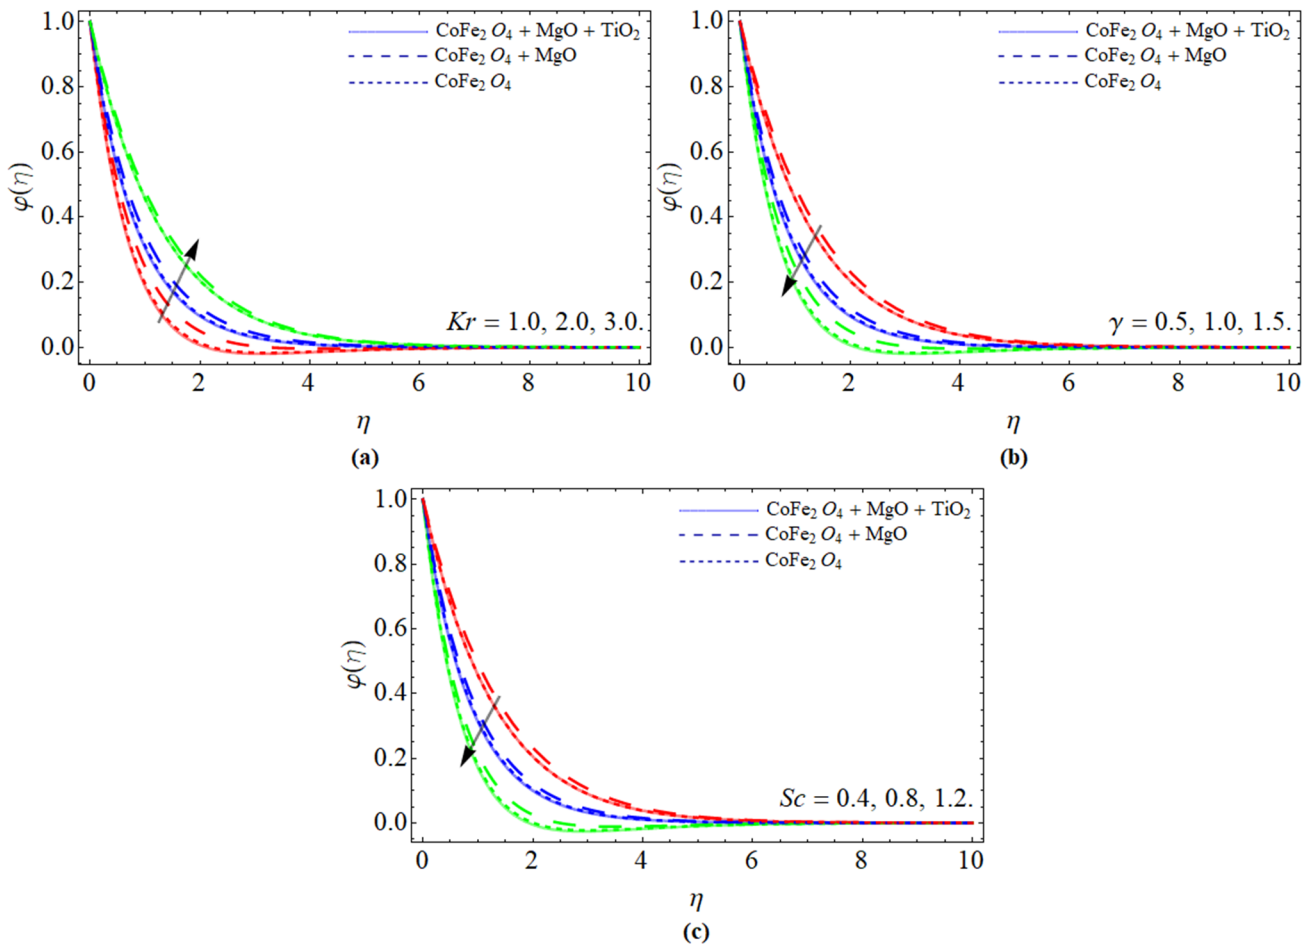 CoFe2 O4 + MgO + TiO2
CoFe2 O4 + MgO
CoFe2 O4
φ(η)
1.0
0.8
0.6
0.4
0.2
0.0
Kr = 1.0, 2.0, 3.0.
0 2 4 6 8 10
η
(a)
CoFe2 O4 + MgO + TiO2
CoFe2 O4 + MgO
CoFe2 O4
φ(η)
1.0
0.8
0.6
0.4
0.2
0.0
γ = 0.5, 1.0, 1.5.
0 2 4 6 8 10
η
(b)
CoFe2 O4 + MgO + TiO2
CoFe2 O4 + MgO
CoFe2 O4
φ(η)
1.0
0.8
0.6
0.4
0.2
0.0
Sc = 0.4, 0.8, 1.2.
0 2 4 6 8 10
η
(c)